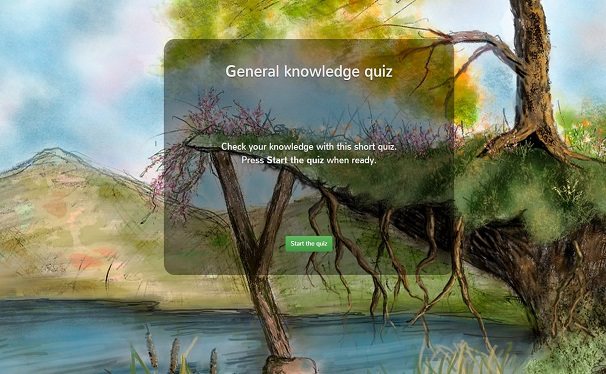 General knowledge quiz
Check your knowledge with this short quiz.
Press Start the quiz when ready.
Start the quiz